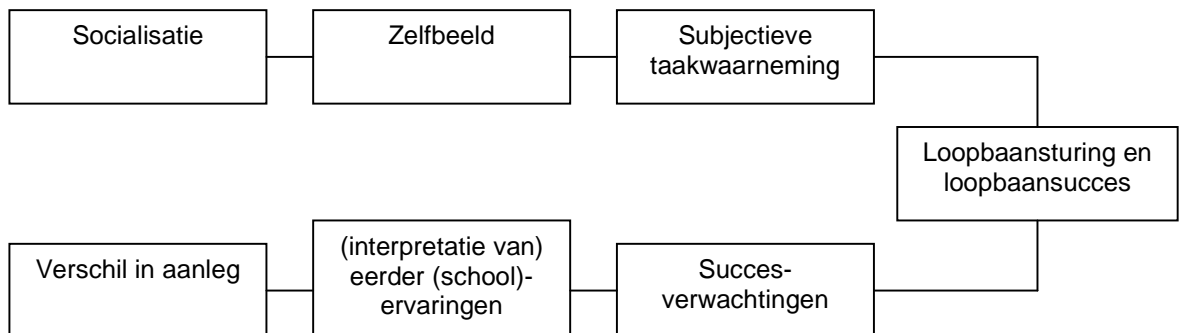 Socialisatie
Zelfbeeld
Subjectieve
taakwaarneming
Loopbaansturing en
loopbaansucces
Verschil in aanleg
(interpretatie van)
eerder (school)-
ervaringen
Succes-
verwachtingen